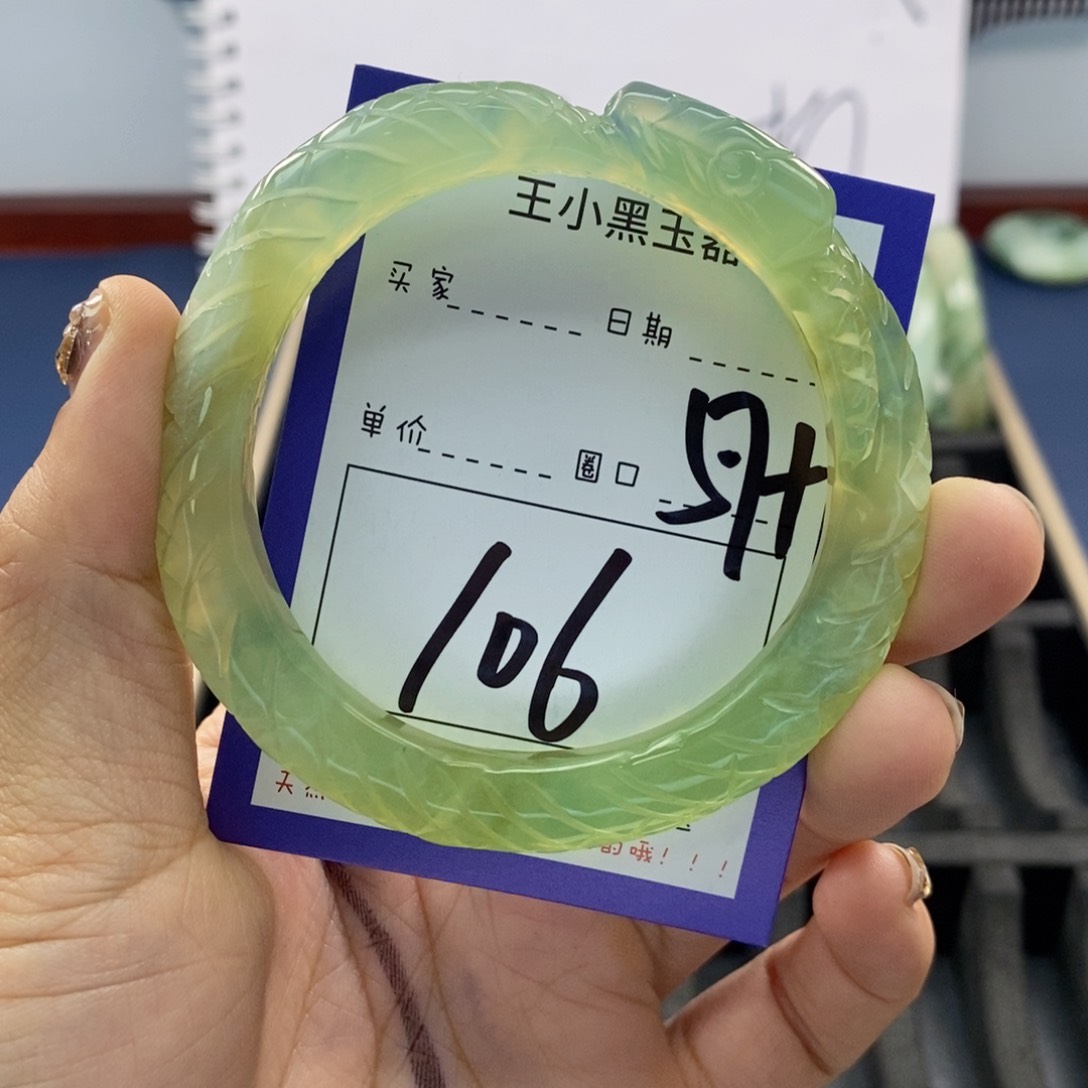 王小黑玉器
买家 日期
单价 圈口
106
的哦！！！